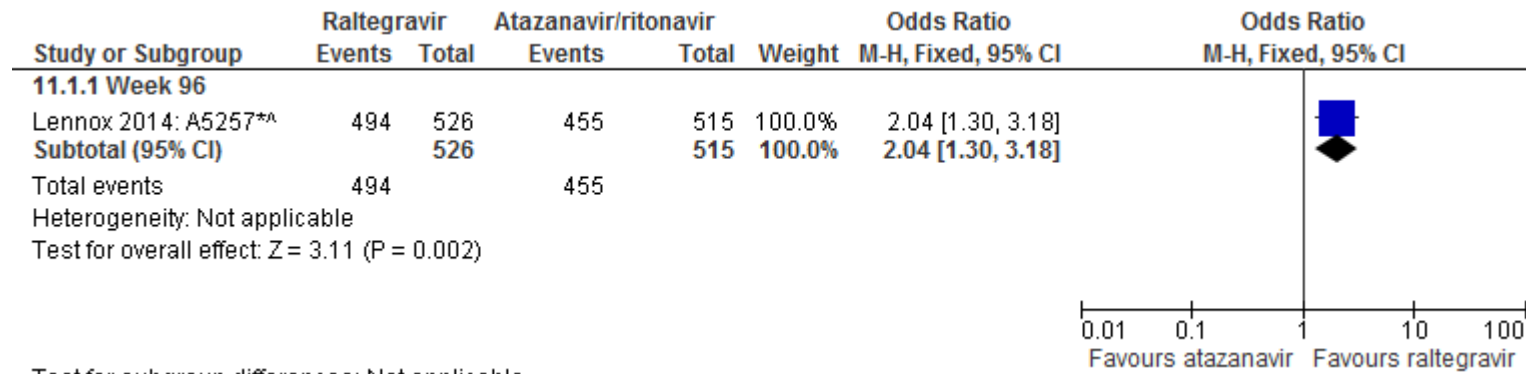 Raltegravir Atazanavir/ritonavir Odds Ratio Odds Ratio
Study or Subgroup Events Total Events Total Weight M-H, Fixed, 95% CI M-H, Fixed, 95% CI
11.1.1 Week 96
Lennox 2014: A5257*^ 494 526 455 515 100.0% 2.04 [1.30, 3.18]
Subtotal (95% CI) 526 515 100.0% 2.04 [1.30, 3.18]
Total events 494 455
Heterogeneity: Not applicable
Test for overall effect: Z = 3.11 (P = 0.002)
0.01 0.1 1 10 100
Favours atazanavir Favours raltegravir
Test for subgroup differences: Not applicable